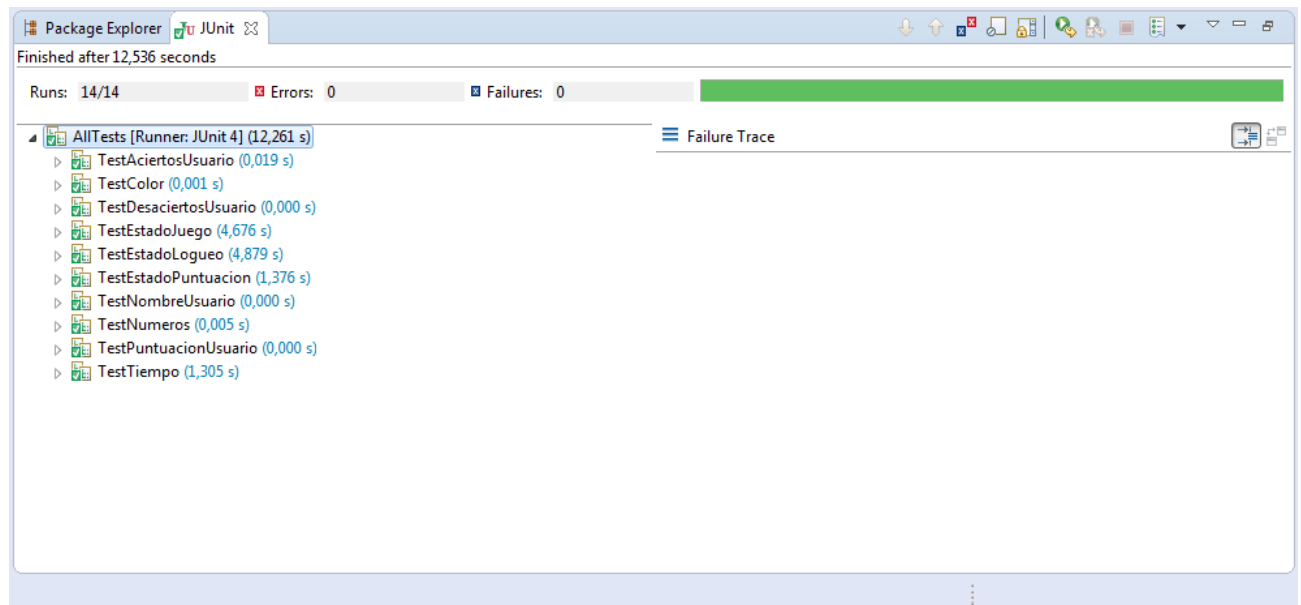 Package Explorer JUnit
Finished after 12,536 seconds
Runs: 14/14 Errors: 0 Failures: 0
AllTests [Runner: JUnit 4] (12,261 s)
Failure Trace
TestAciertosUsuario (0,019 s)
TestColor (0,001 s)
TestDesaciertosUsuario (0,000 s)
TestEstadoJuego (4,676 s)
TestEstadoLogueo (4,879 s)
TestEstadoPuntuacion (1,376 s)
TestNombreUsuario (0,000 s)
TestNumeros (0,005 s)
TestPuntuacionUsuario (0,000 s)
TestTiempo (1,305 s)